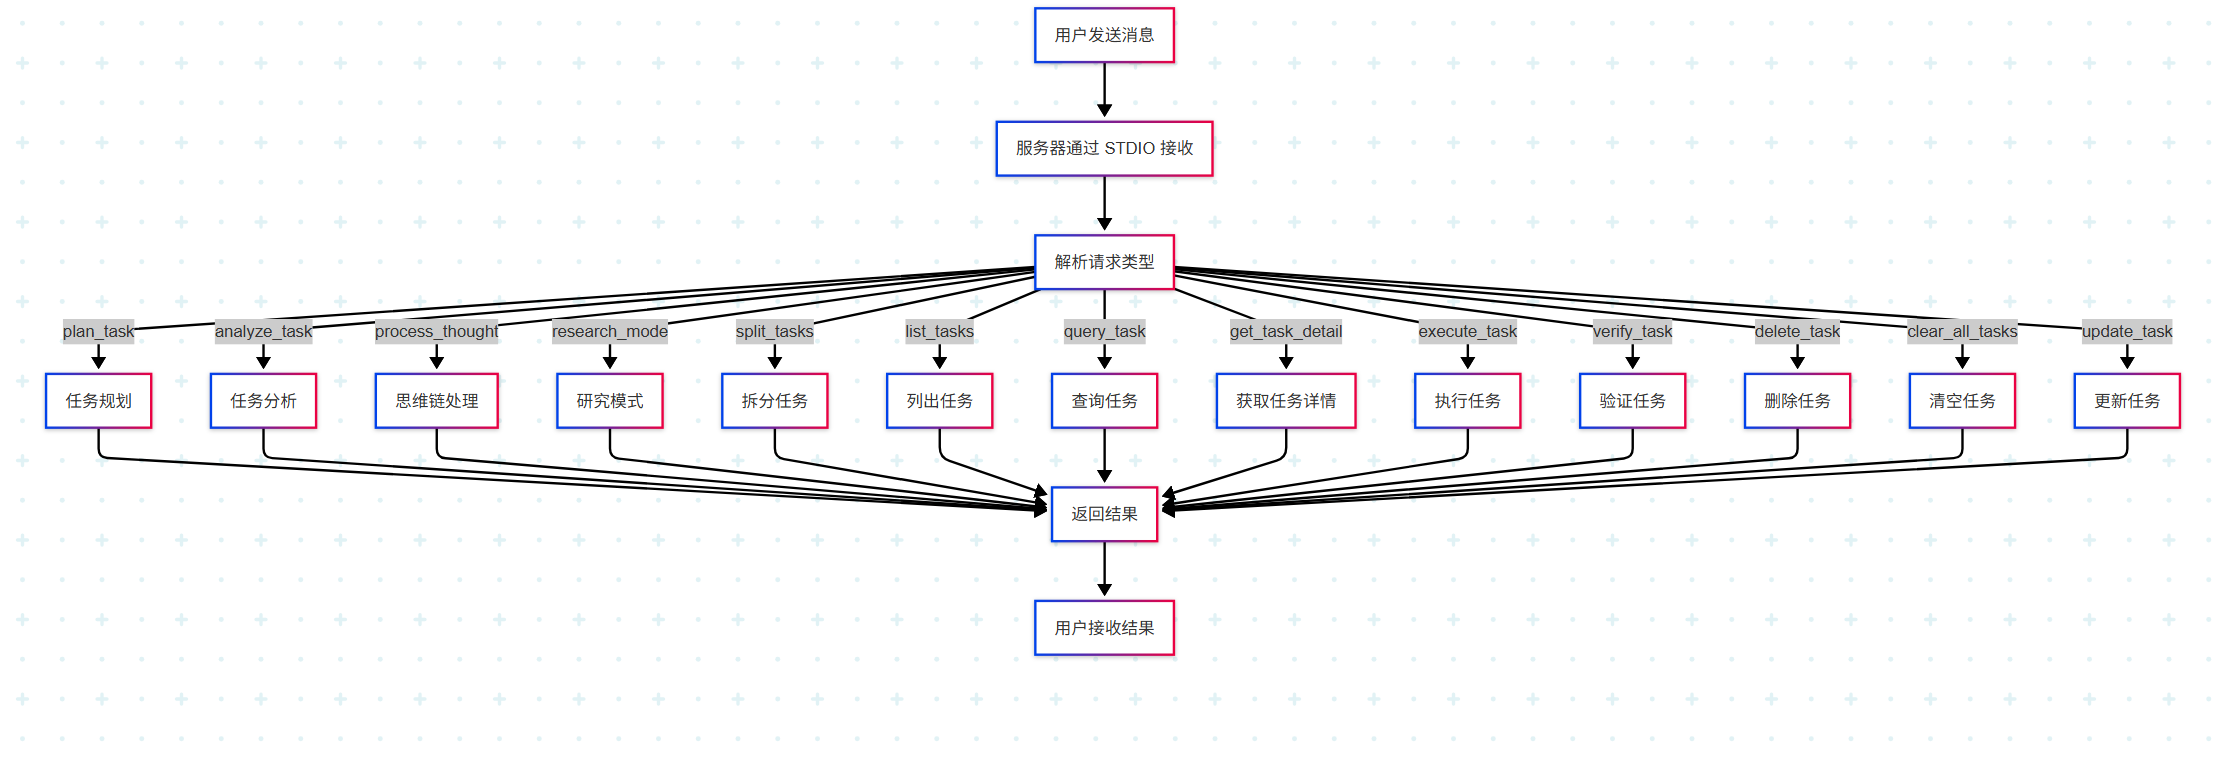 用户发送消息
服务器通过 STDIO 接收
解析请求类型
plan_task
analyze_task
process_thought
research_mode
split_tasks
list_tasks
query_task
get_task_detail
execute_task
verify_task
delete_task
clear_all_tasks
update_task
任务规划
任务分析
思维链处理
研究模式
拆分任务
列出任务
查询任务
获取任务详情
执行任务
验证任务
删除任务
清空任务
更新任务
返回结果
用户接收结果